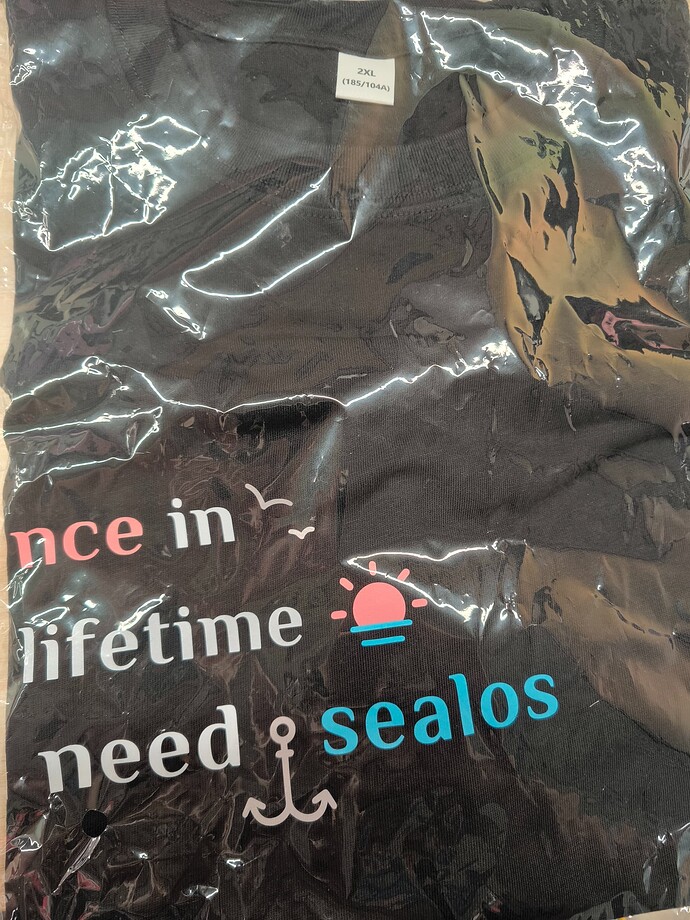 2XL
(185/104A)
nce in
lifetime
need sealos